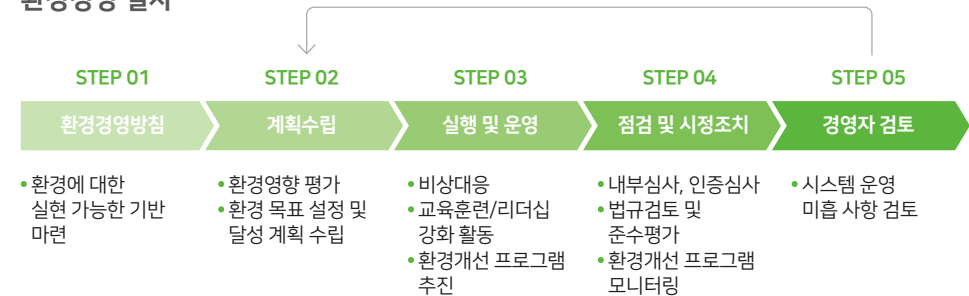 환경경영 절차
STEP 01
STEP 02
STEP 03
STEP 04
STEP 05
환경경영방침
계획수립
실행 및 운영
점검 및 시정조치
경영자 검토
• 환경에 대한
실현 가능한 기반
마련
• 환경영향 평가
• 환경 목표 설정 및
달성 계획 수립
• 비상대응
• 교육훈련/리더십
강화 활동
• 환경개선 프로그램
추진
• 내부심사, 인증심사
• 법규검토 및
준수평가
• 환경개선 프로그램
모니터링
• 시스템 운영
미흡 사항 검토